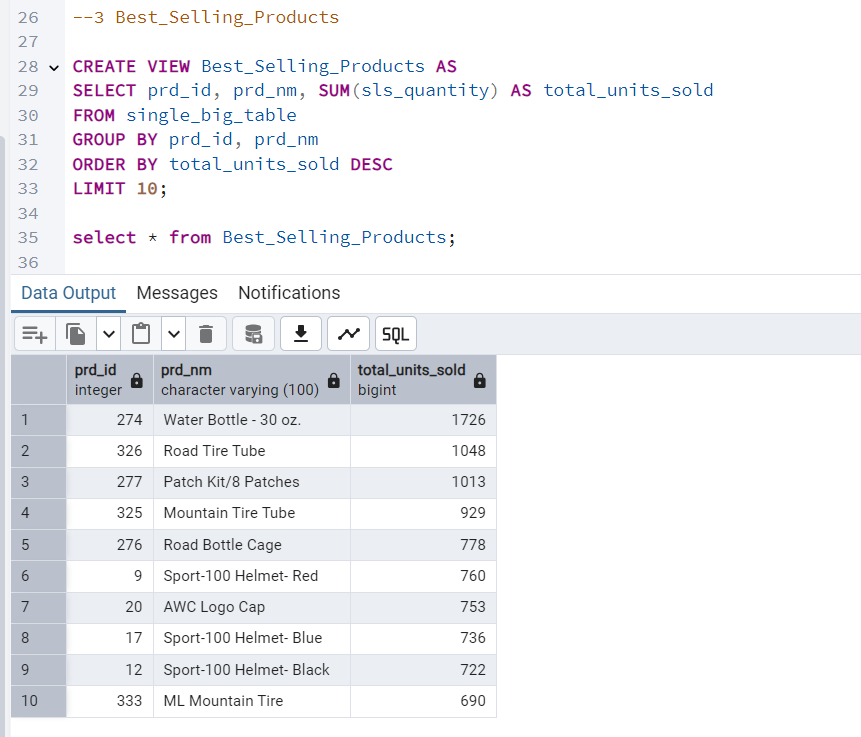 26 --3 Best_Selling_Products
27
28 CREATE VIEW Best_Selling_Products AS
29 SELECT prd_id, prd_nm, SUM(sls_quantity) AS total_units_sold
30 FROM single_big_table
31 GROUP BY prd_id, prd_nm
32 ORDER BY total_units_sold DESC
33 LIMIT 10;
34
35 select * from Best_Selling_Products;
36
Data Output Messages Notifications
SQL
prd_id prd_nm total_units_sold
integer character varying (100) bigint
1 274 Water Bottle - 30 oz. 1726
2 326 Road Tire Tube 1048
3 277 Patch Kit/8 Patches 1013
4 325 Mountain Tire Tube 929
5 276 Road Bottle Cage 778
6 9 Sport-100 Helmet- Red 760
7 20 AWC Logo Cap 753
8 17 Sport-100 Helmet- Blue 736
9 12 Sport-100 Helmet- Black 722
10 333 ML Mountain Tire 690